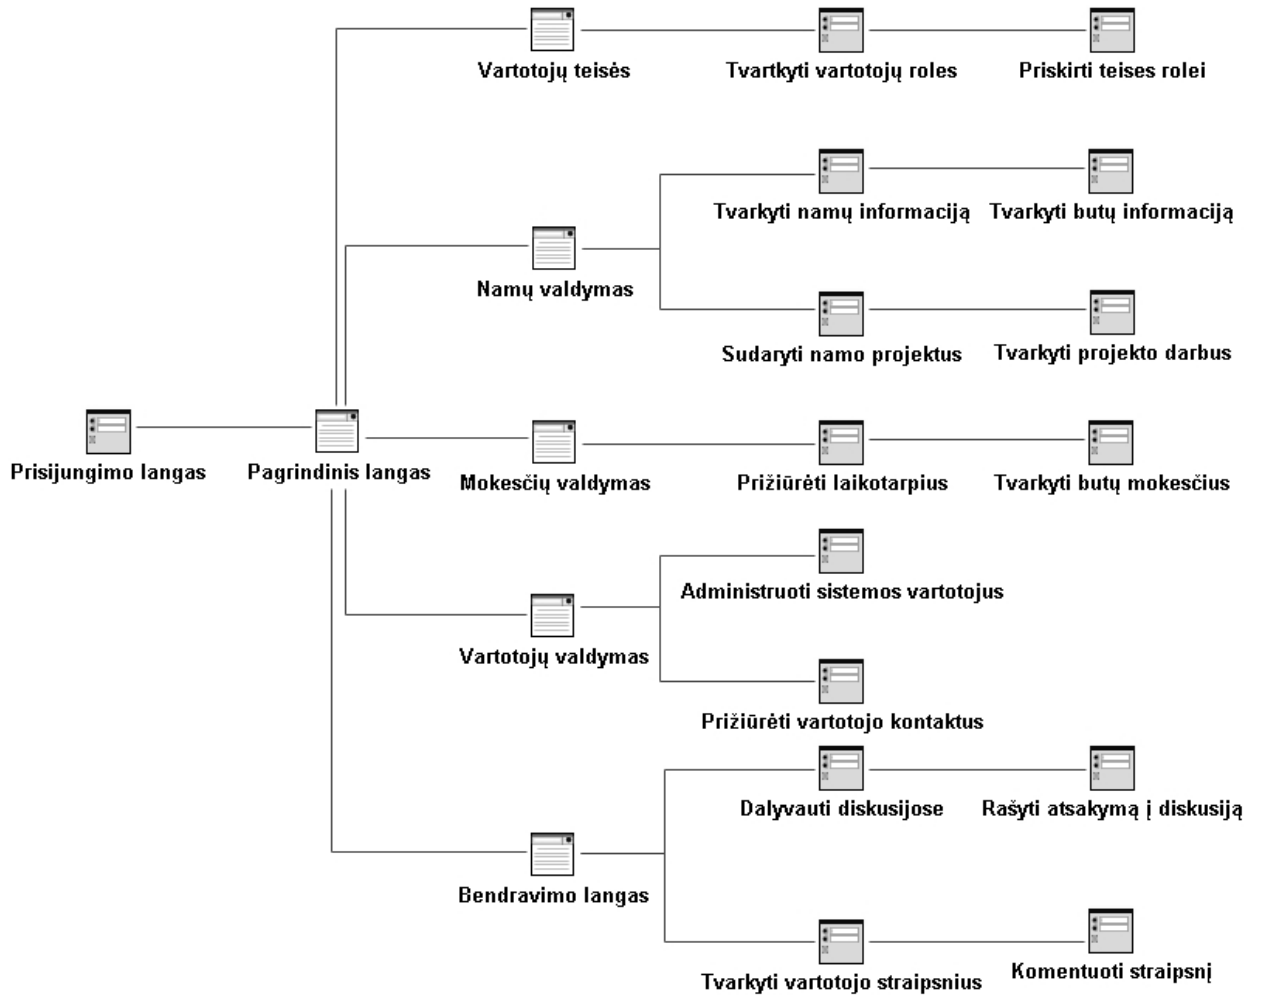 Vartotojų teisės
Tvartkyti vartotojų roles
Priskirti teises rolei
Tvarkyti namų informaciją
Tvarkyti butų informaciją
Namų valdymas
Sudaryti namo projektus
Tvarkyti projekto darbus
Prisijungimo langas
Pagrindinis langas
Mokesčių valdymas
Prižiūrėti laikotarpius
Tvarkyti butų mokesčius
Administruoti sistemos vartotojus
Vartotojų valdymas
Prižiūrėti vartotojo kontaktus
Dalyvauti diskusijose
Rašyti atsakymą į diskusiją
Bendravimo langas
Tvarkyti vartotojo straipsnius
Komentuoti straipsnį